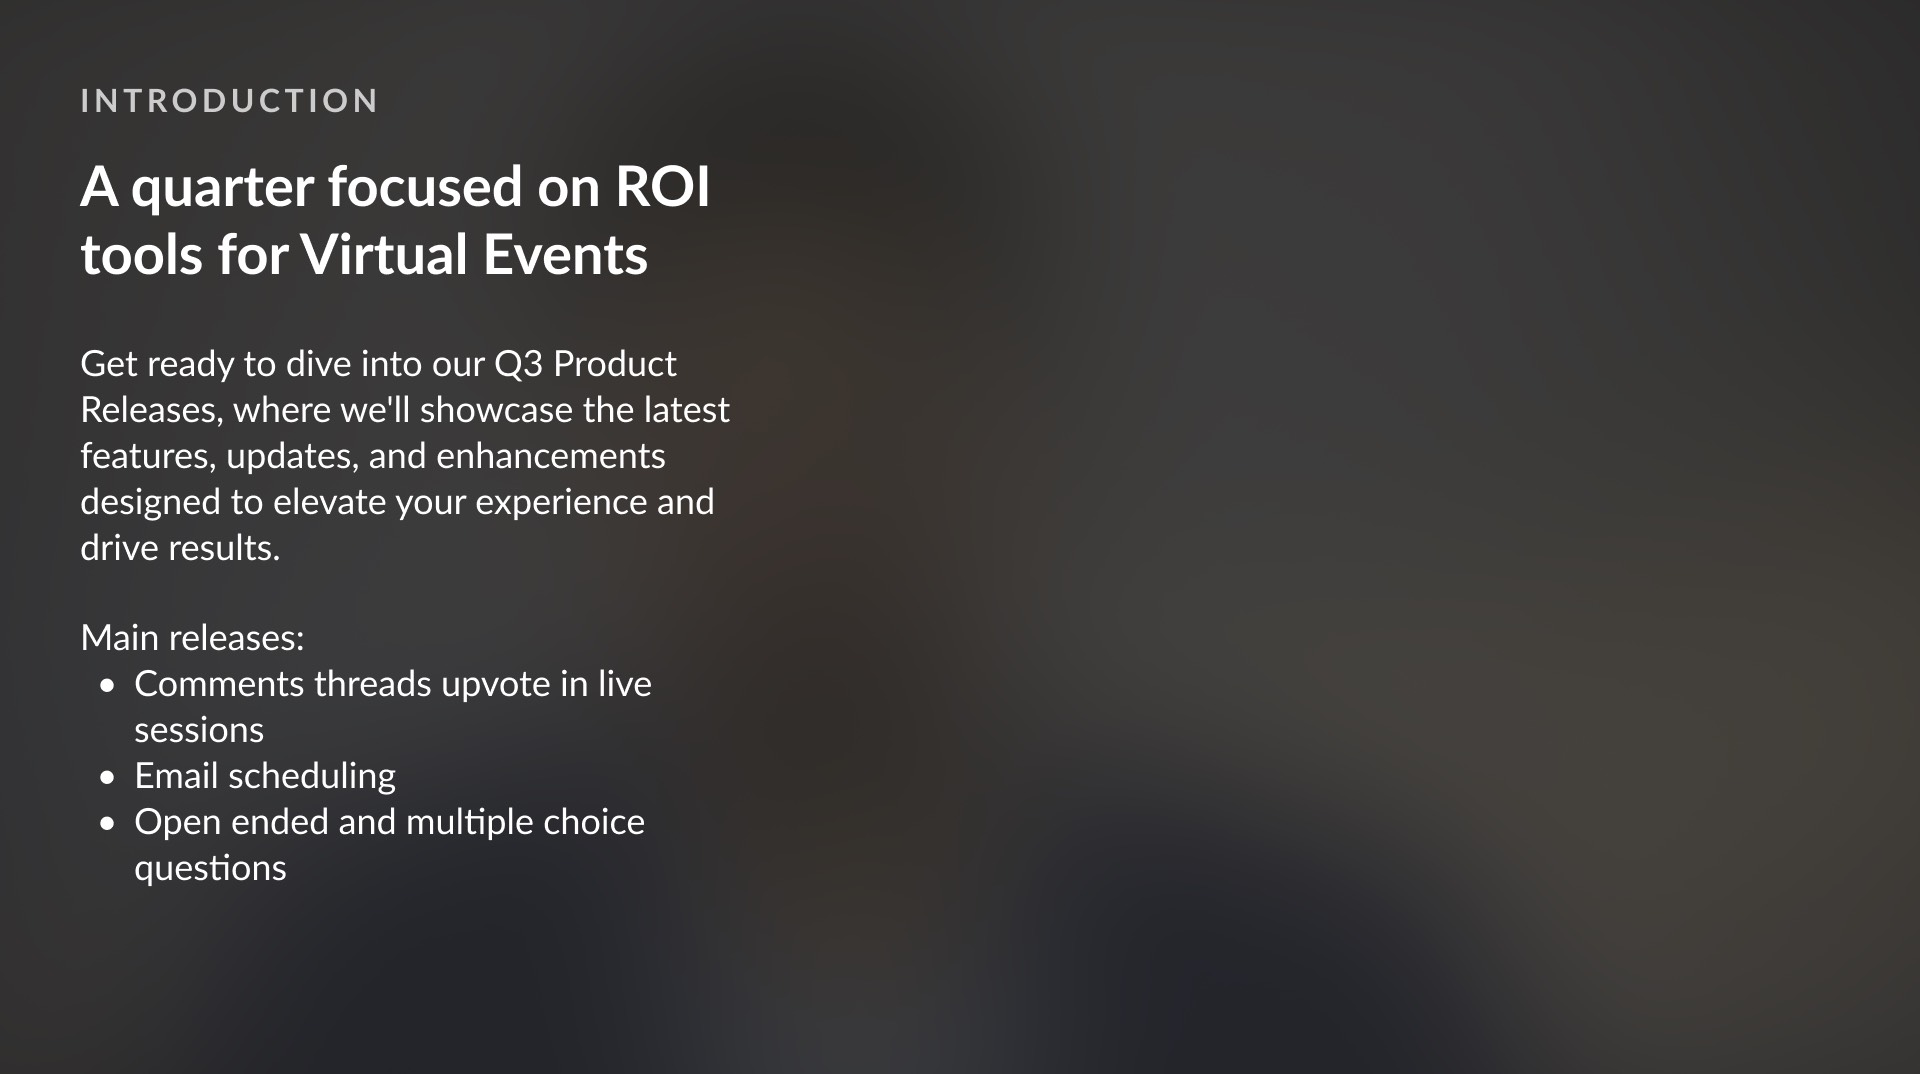 INTRODUCTION
A quarter focused on ROI
tools for Virtual Events
Get ready to dive into our Q3 Product
Releases, where we'll showcase the latest
features, updates, and enhancements
designed to elevate your experience and
drive results.
Main releases:
• Comments threads upvote in live
sessions
• Email scheduling
• Open ended and multiple choice
questions